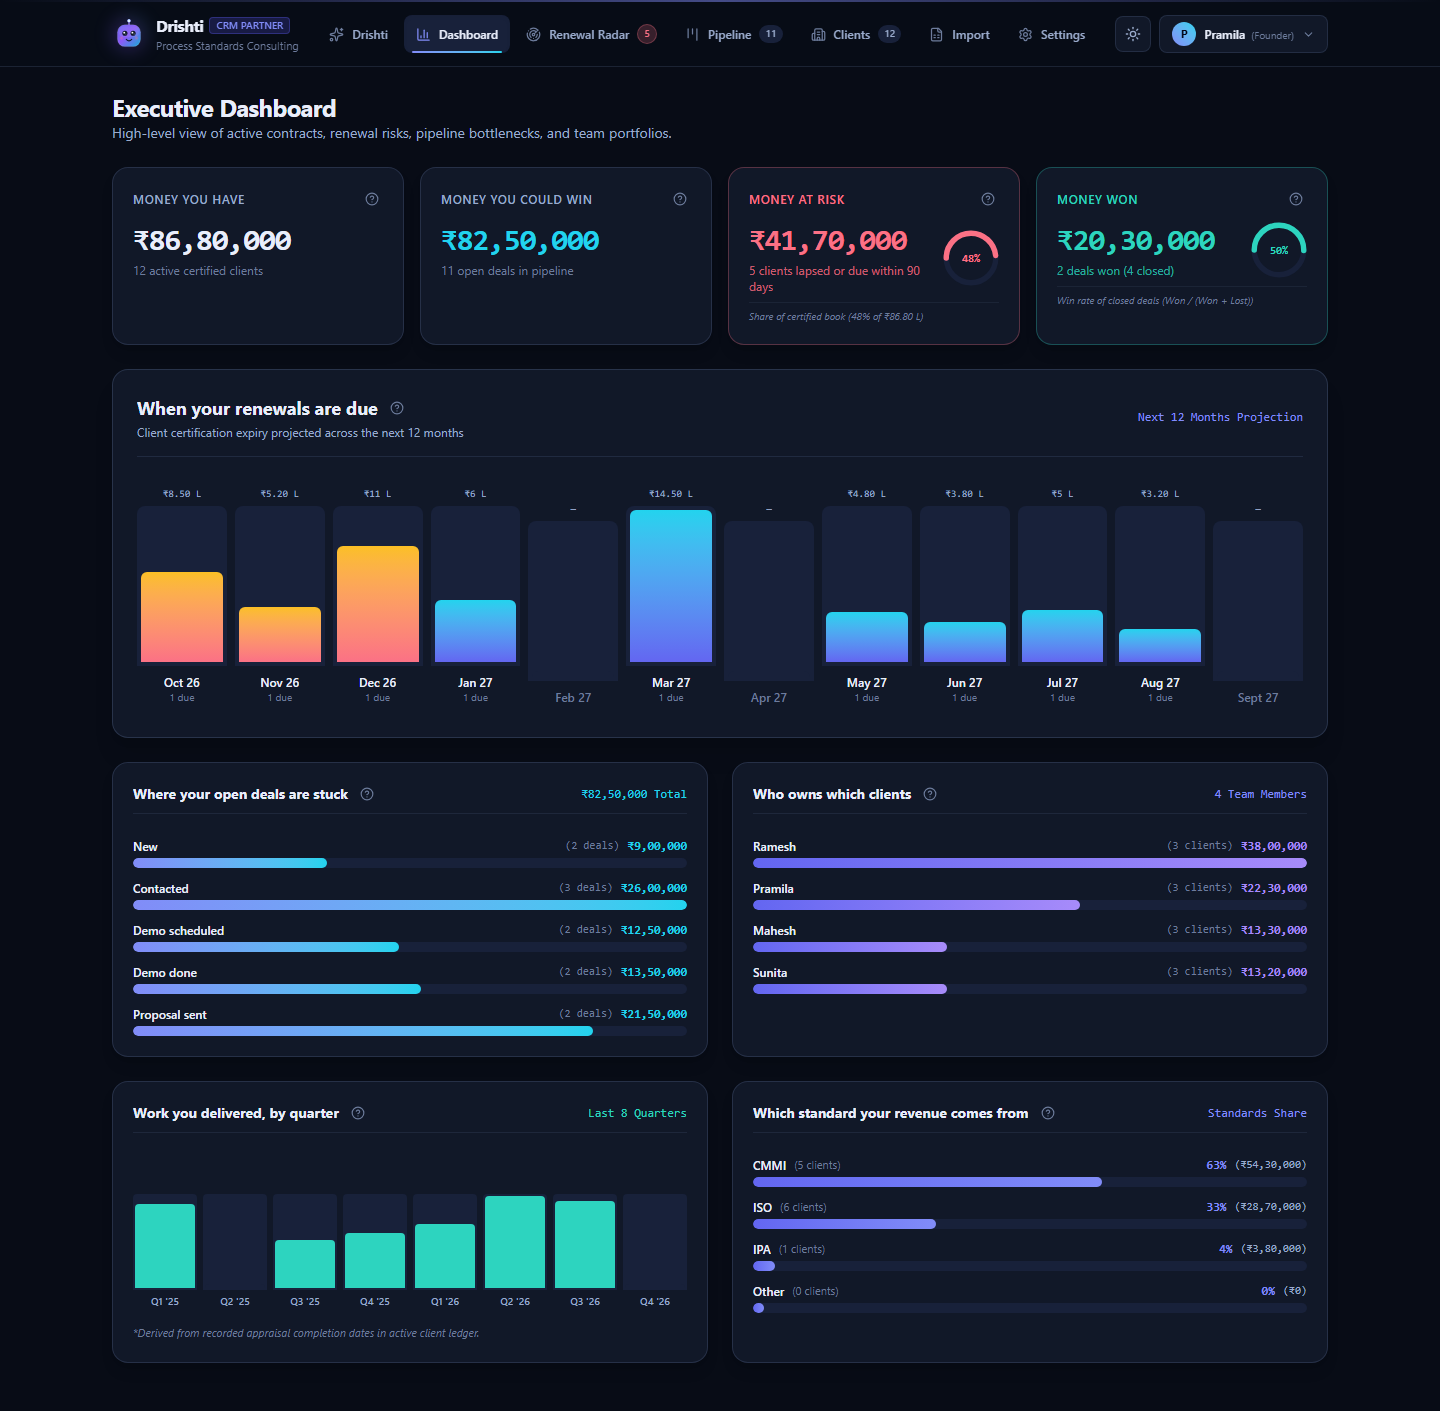 Drishti CRM PARTNER
Process Standards Consulting
Drishti
Dashboard
Renewal Radar 5
Pipeline 11
Clients 12
Import
Settings
P Pramila (Founder)
Executive Dashboard
High-level view of active contracts, renewal risks, pipeline bottlenecks, and team portfolios.
MONEY YOU HAVE
₹86,80,000
12 active certified clients
MONEY YOU COULD WIN
₹82,50,000
11 open deals in pipeline
MONEY AT RISK
₹41,70,000
5 clients lapsed or due within 90
days
48%
Share of certified book (48% of ₹86.80 L)
MONEY WON
₹20,30,000
2 deals won (4 closed)
50%
Win rate of closed deals (Won / (Won + Lost))
When your renewals are due
Client certification expiry projected across the next 12 months
Next 12 Months Projection
₹8.50 L ₹5.20 L ₹11 L ₹6 L – ₹14.50 L – ₹4.80 L ₹3.80 L ₹5 L ₹3.20 L –
Oct 26 Nov 26 Dec 26 Jan 27 Feb 27 Mar 27 Apr 27 May 27 Jun 27 Jul 27 Aug 27 Sept 27
1 due 1 due 1 due 1 due 1 due 1 due 1 due 1 due 1 due
Where your open deals are stuck
₹82,50,000 Total
New (2 deals) ₹9,00,000
Contacted (3 deals) ₹26,00,000
Demo scheduled (2 deals) ₹12,50,000
Demo done (2 deals) ₹13,50,000
Proposal sent (2 deals) ₹21,50,000
Who owns which clients
4 Team Members
Ramesh (3 clients) ₹38,00,000
Pramila (3 clients) ₹22,30,000
Mahesh (3 clients) ₹13,30,000
Sunita (3 clients) ₹13,20,000
Work you delivered, by quarter
Last 8 Quarters
Q1 '25 Q2 '25 Q3 '25 Q4 '25 Q1 '26 Q2 '26 Q3 '26 Q4 '26
*Derived from recorded appraisal completion dates in active client ledger.
Which standard your revenue comes from
Standards Share
CMMI (5 clients) 63% (₹54,30,000)
ISO (6 clients) 33% (₹28,70,000)
IPA (1 clients) 4% (₹3,80,000)
Other (0 clients) 0% (₹0)